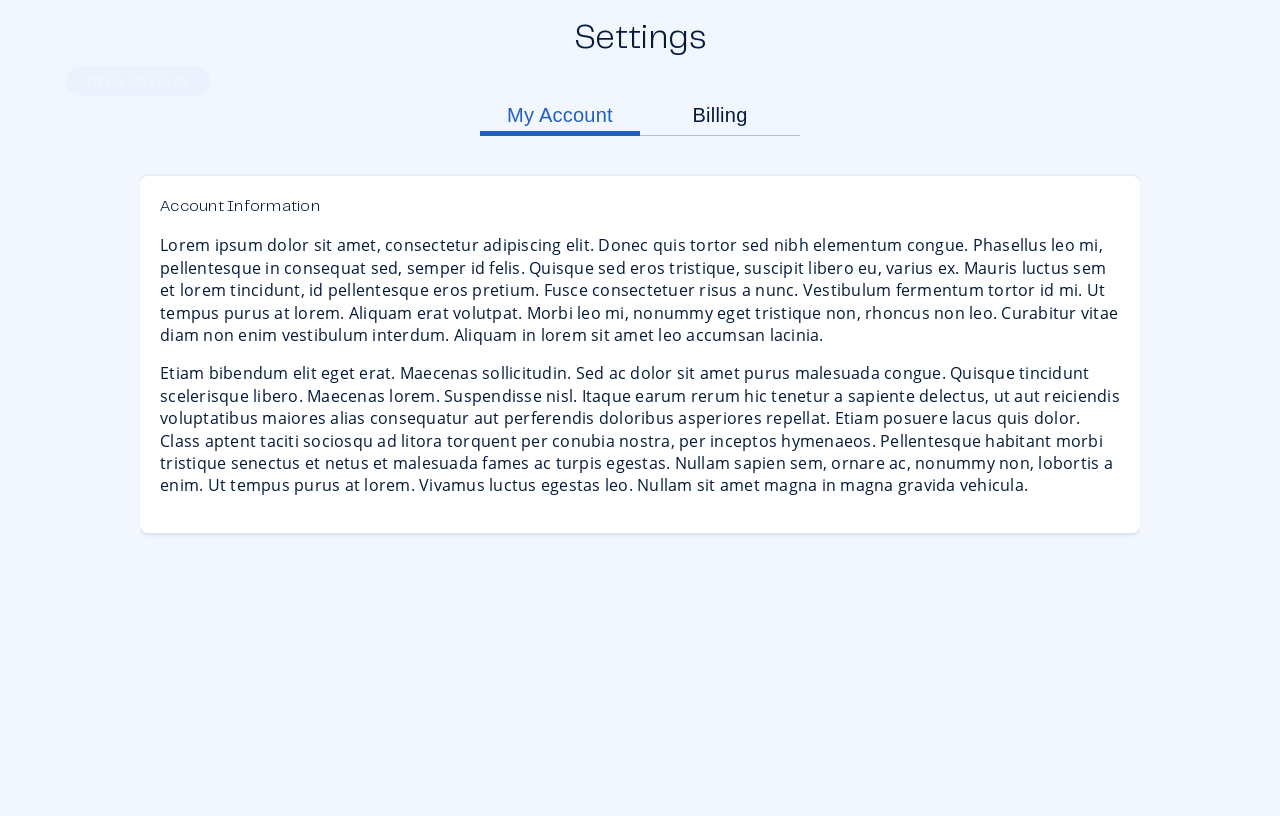 Settings
OPEN OVERLAY
My Account
Billing
Account Information
Lorem ipsum dolor sit amet, consectetur adipiscing elit. Donec quis tortor sed nibh elementum congue. Phasellus leo mi,
pellentesque in consequat sed, semper id felis. Quisque sed eros tristique, suscipit libero eu, varius ex. Mauris luctus sem
et lorem tincidunt, id pellentesque eros pretium. Fusce consectetuer risus a nunc. Vestibulum fermentum tortor id mi. Ut
tempus purus at lorem. Aliquam erat volutpat. Morbi leo mi, nonummy eget tristique non, rhoncus non leo. Curabitur vitae
diam non enim vestibulum interdum. Aliquam in lorem sit amet leo accumsan lacinia.
Etiam bibendum elit eget erat. Maecenas sollicitudin. Sed ac dolor sit amet purus malesuada congue. Quisque tincidunt
scelerisque libero. Maecenas lorem. Suspendisse nisl. Itaque earum rerum hic tenetur a sapiente delectus, ut aut reiciendis
voluptatibus maiores alias consequatur aut perferendis doloribus asperiores repellat. Etiam posuere lacus quis dolor.
Class aptent taciti sociosqu ad litora torquent per conubia nostra, per inceptos hymenaeos. Pellentesque habitant morbi
tristique senectus et netus et malesuada fames ac turpis egestas. Nullam sapien sem, ornare ac, nonummy non, lobortis a
enim. Ut tempus purus at lorem. Vivamus luctus egestas leo. Nullam sit amet magna in magna gravida vehicula.